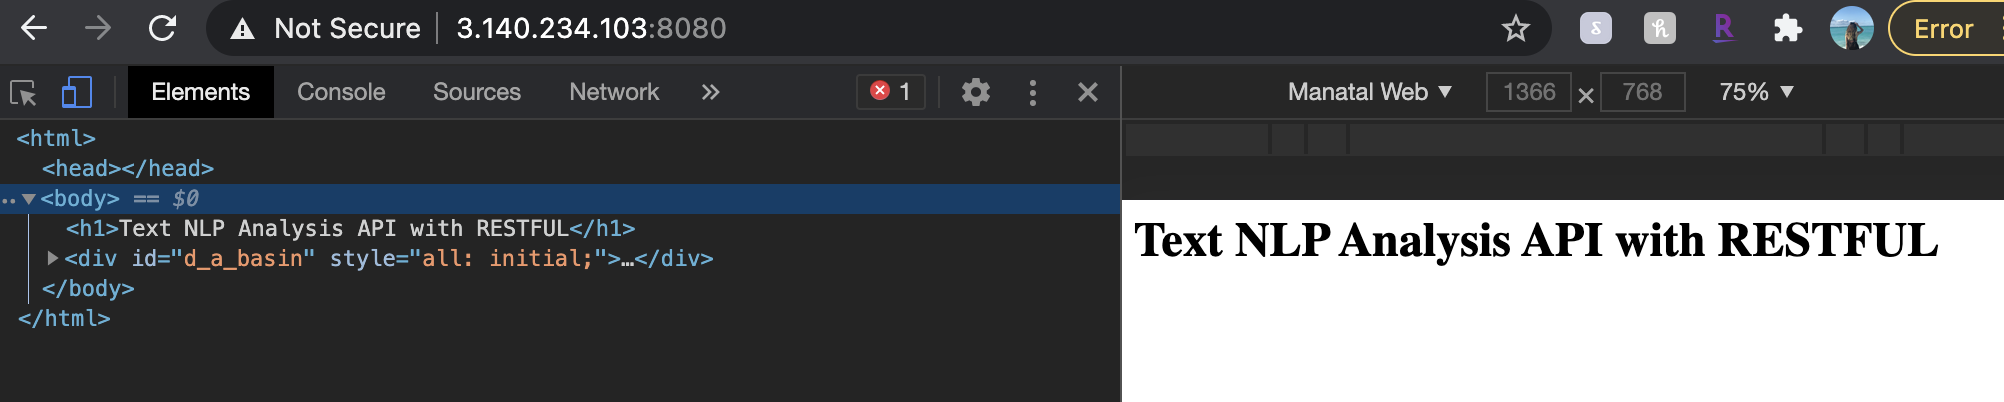 Not Secure 3.140.234.103:8080 R Error
Elements Console Sources Network » 1
Manatal Web ▼ 1366 × 768 75% ▼
<html>
<head></head>
<body> == $0
<h1>Text NLP Analysis API with RESTFUL</h1>
<div id="d_a_basin" style="all: initial;">…</div>
</body>
</html>
Text NLP Analysis API with RESTFUL